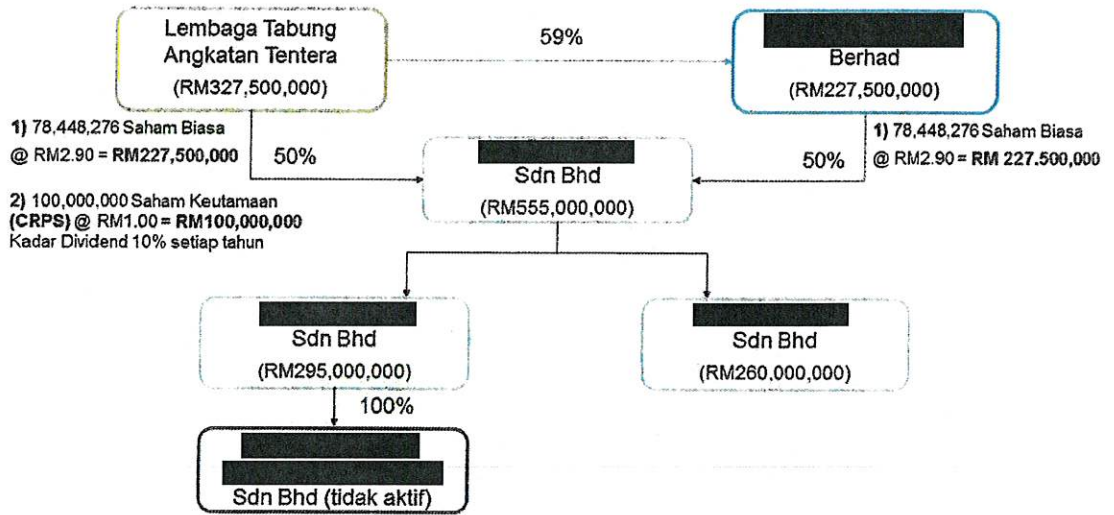 Lembaga Tabung
Angkatan Tentera
(RM327,500,000)
59%
Berhad
(RM227,500,000)
1) 78,448,276 Saham Biasa
@ RM2.90 = RM227,500,000
50%
2) 100,000,000 Saham Keutamaan
(CRPS) @ RM1.00 = RM100,000,000
Kadar Dividend 10% setiap tahun
Sdn Bhd
(RM555,000,000)
50%
1) 78,448,276 Saham Biasa
@ RM2.90 = RM 227.500,000
Sdn Bhd
(RM295,000,000)
Sdn Bhd
(RM260,000,000)
100%
Sdn Bhd (tidak aktif)